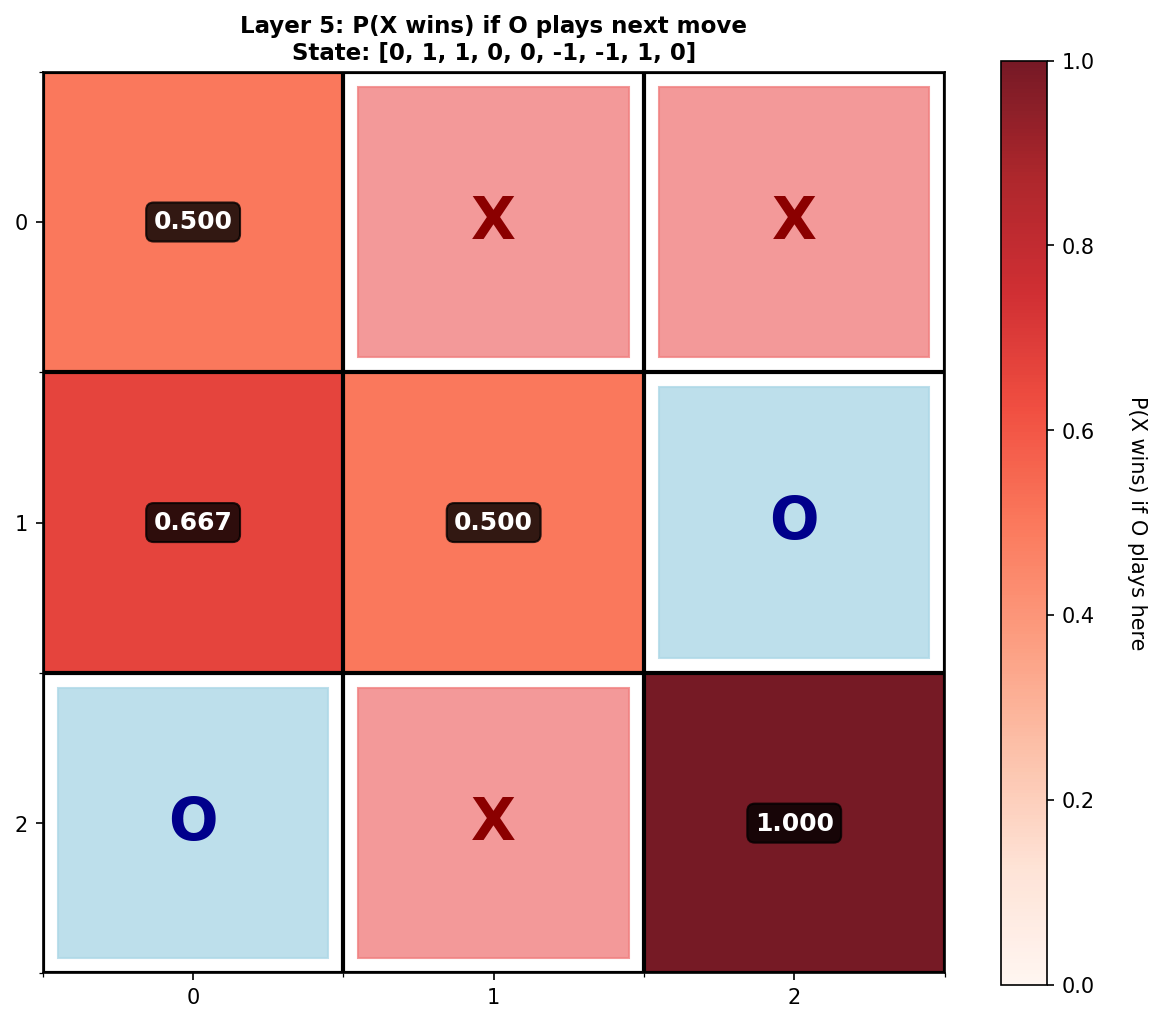 Layer 5: P(X wins) if O plays next move
State: [0, 1, 1, 0, 0, -1, -1, 1, 0]
0
0.500
X
X
1
0.667
0.500
O
2
O
X
1.000
0
1
2
1.0
0.8
0.6
0.4
0.2
0.0
P(X wins) if O plays here